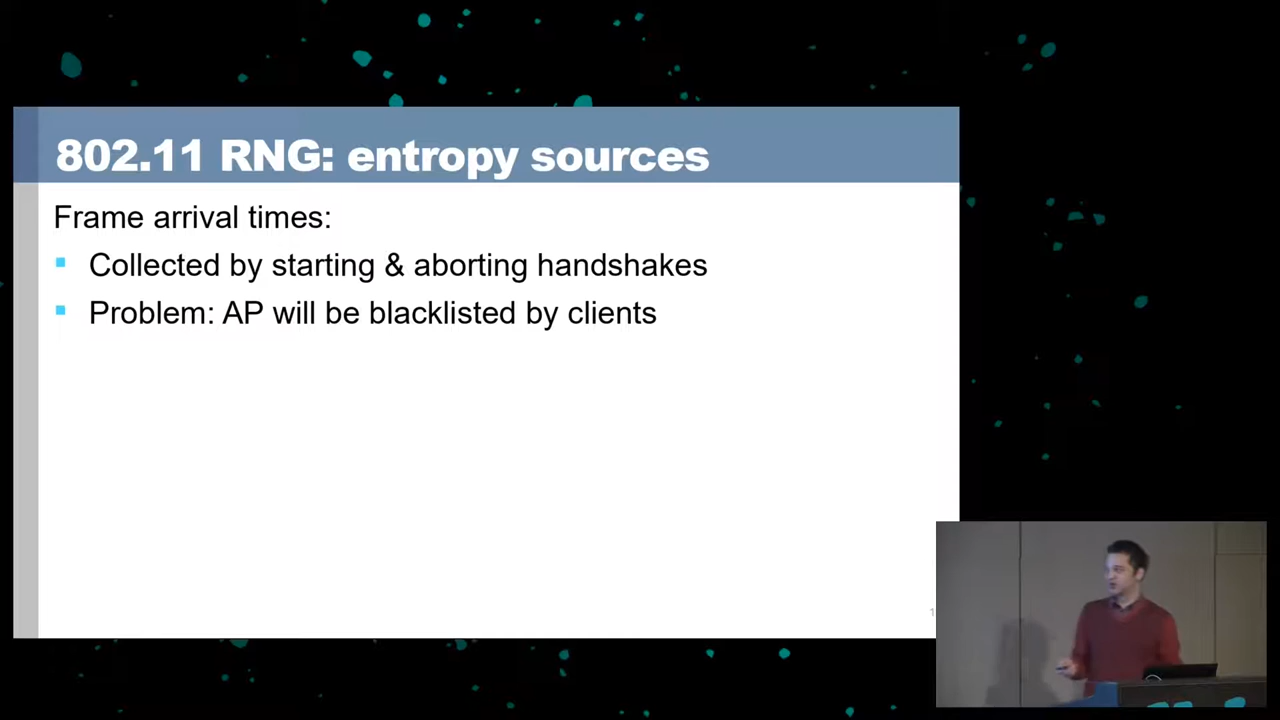 802.11 RNG: entropy sources
Frame arrival times:
Collected by starting & aborting handshakes
Problem: AP will be blacklisted by clients